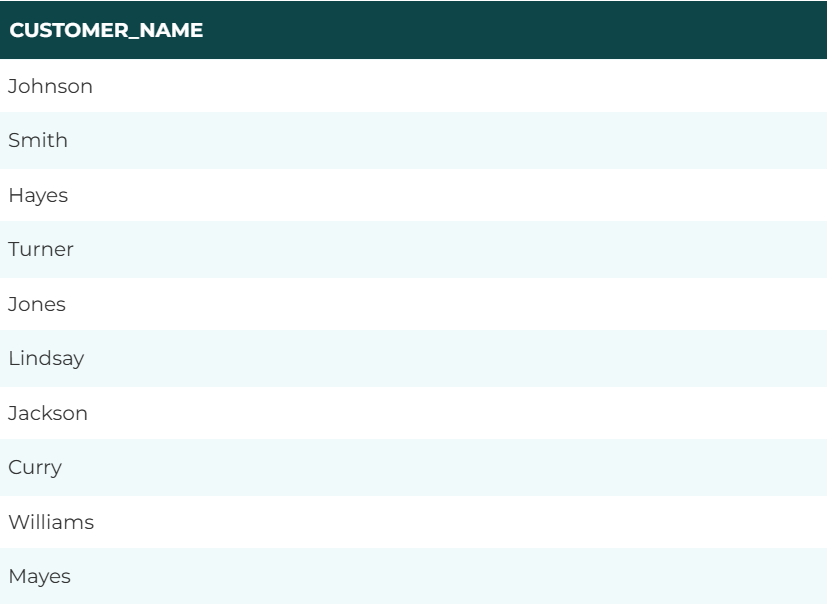 CUSTOMER_NAME
Johnson
Smith
Hayes
Turner
Jones
Lindsay
Jackson
Curry
Williams
Mayes